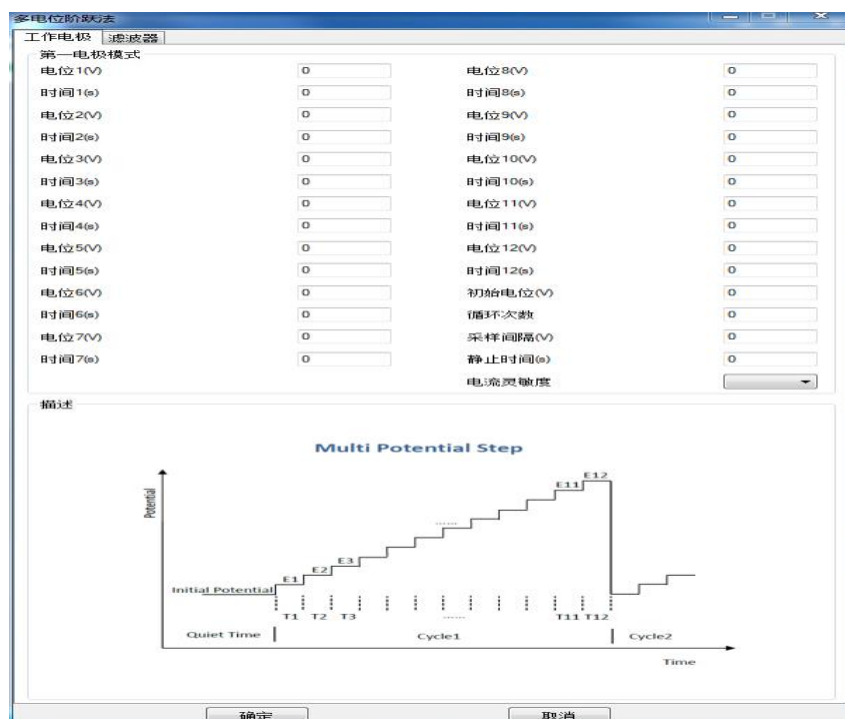 多电位阶跃法
工作电极 滤波器
第一电极模式
电位1(V) 0 电位8(V) 0
时间1(s) 0 时间8(s) 0
电位2(V) 0 电位9(V) 0
时间2(s) 0 时间9(s) 0
电位3(V) 0 电位10(V) 0
时间3(s) 0 时间10(s) 0
电位4(V) 0 电位11(V) 0
时间4(s) 0 时间11(s) 0
电位5(V) 0 电位12(V) 0
时间5(s) 0 时间12(s) 0
电位6(V) 0 初始电位(V) 0
时间6(s) 0 循环次数 0
电位7(V) 0 采样间隔(V) 0
时间7(s) 0 静止时间(s) 0
电流灵敏度
描述
Multi Potential Step
E12
E11
Potential
......
E3
E2
E1
Initial Potential
T1 T2 T3 ...... T11 T12
Quiet Time Cycle1 Cycle2
Time
确定 取消